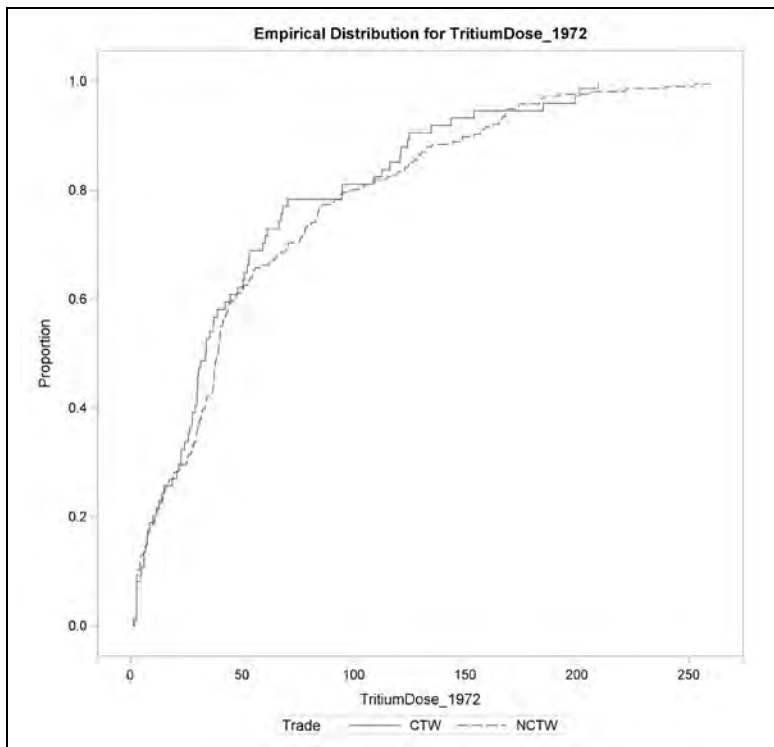 Empirical Distribution for TritiumDose_1972
1.0
0.8
0.6
0.4
0.2
0.0
Proportion
0 50 100 150 200 250
TritiumDose_1972
Trade CTW NCTW